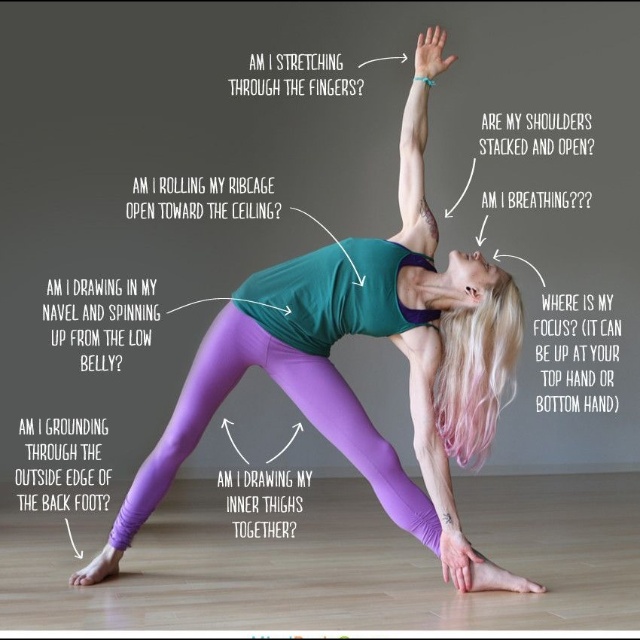 AM I STRETCHING
THROUGH THE FINGERS?
ARE MY SHOULDERS
STACKED AND OPEN?
AM I ROLLING MY RIBCAGE
OPEN TOWARD THE CEILING?
AM I BREATHING???
AM I DRAWING IN MY
NAVEL AND SPINNING
UP FROM THE LOW
BELLY?
WHERE IS MY
FOCUS? (IT CAN
BE UP AT YOUR
TOP HAND OR
BOTTOM HAND)
AM I GROUNDING
THROUGH THE
OUTSIDE EDGE OF
THE BACK FOOT?
AM I DRAWING MY
INNER THIGHS
TOGETHER?